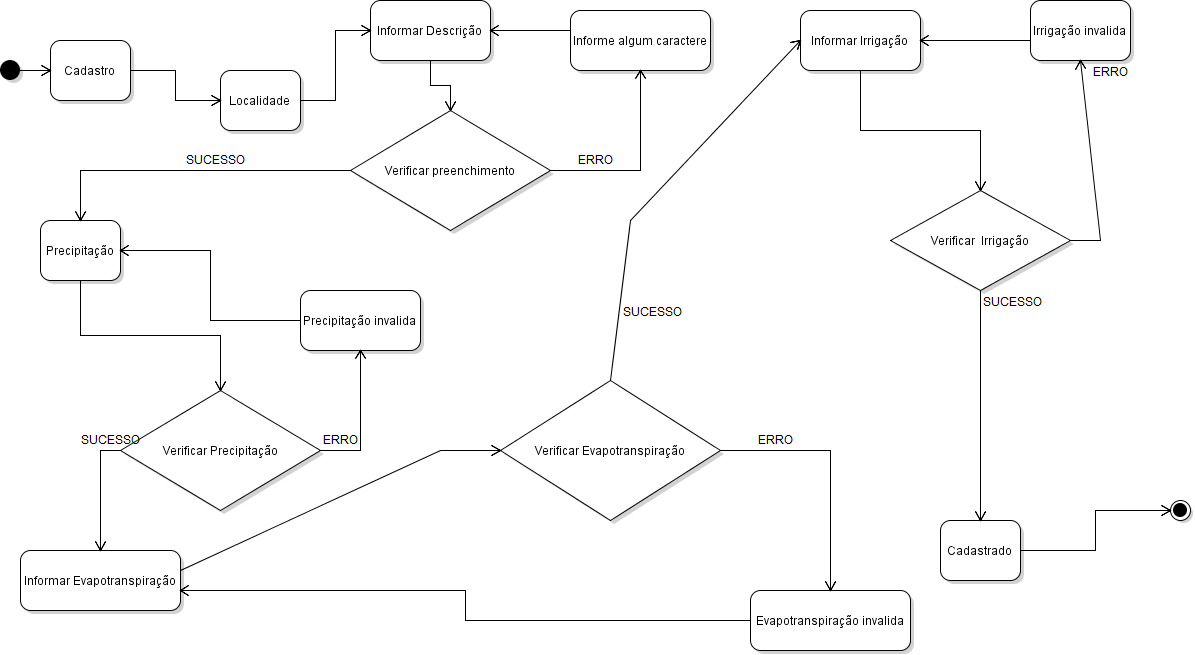 Cadastro
Localidade
Informar Descrição
Informe algum caractere
Verificar preenchimento
SUCESSO
ERRO
Precipitação
Precipitação invalida
Verificar Precipitação
SUCESSO
ERRO
Informar Evapotranspiração
Verificar Evapotranspiração
SUCESSO
ERRO
Evapotranspiração invalida
Informar Irrigação
Irrigação invalida
ERRO
Verificar  Irrigação
SUCESSO
Cadastrado